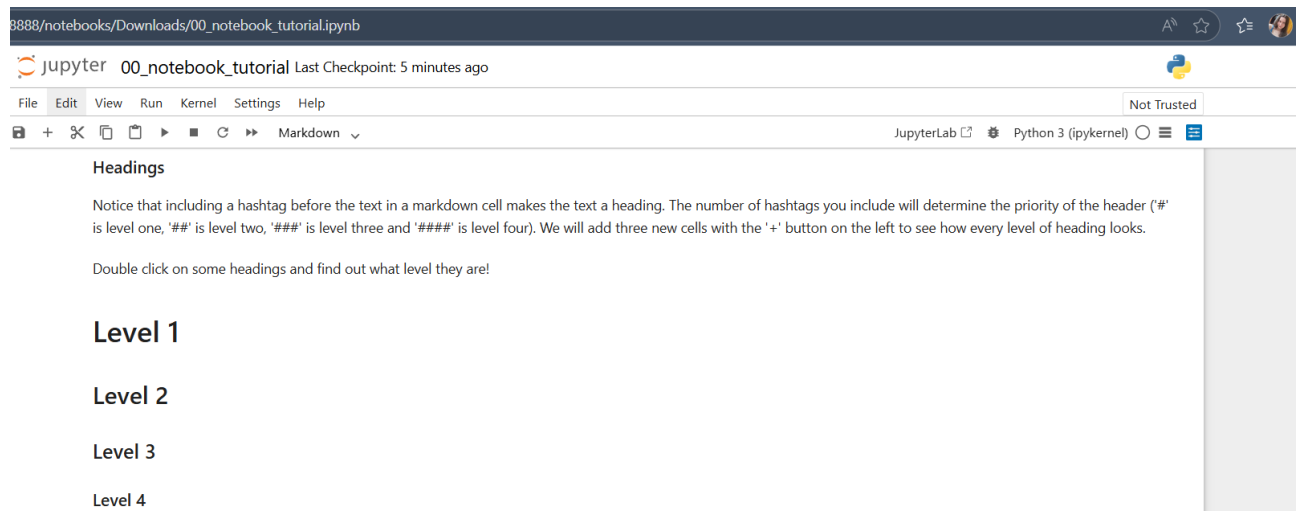 8888/notebooks/Downloads/00_notebook_tutorial.ipynb
jupyter 00_notebook_tutorial Last Checkpoint: 5 minutes ago
File Edit View Run Kernel Settings Help Not Trusted
Markdown JupyterLab Python 3 (ipykernel)
Headings
Notice that including a hashtag before the text in a markdown cell makes the text a heading. The number of hashtags you include will determine the priority of the header ('#'
is level one, '##' is level two, '###' is level three and '####' is level four). We will add three new cells with the '+' button on the left to see how every level of heading looks.
Double click on some headings and find out what level they are!
Level 1
Level 2
Level 3
Level 4